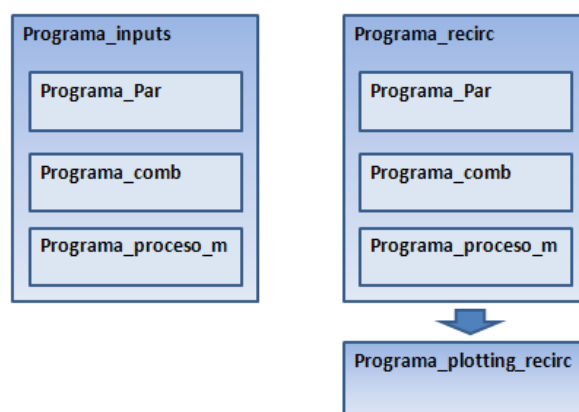 Programa_inputs
Programa_Par
Programa_comb
Programa_proceso_m
Programa_recirc
Programa_Par
Programa_comb
Programa_proceso_m
Programa_plotting_recirc